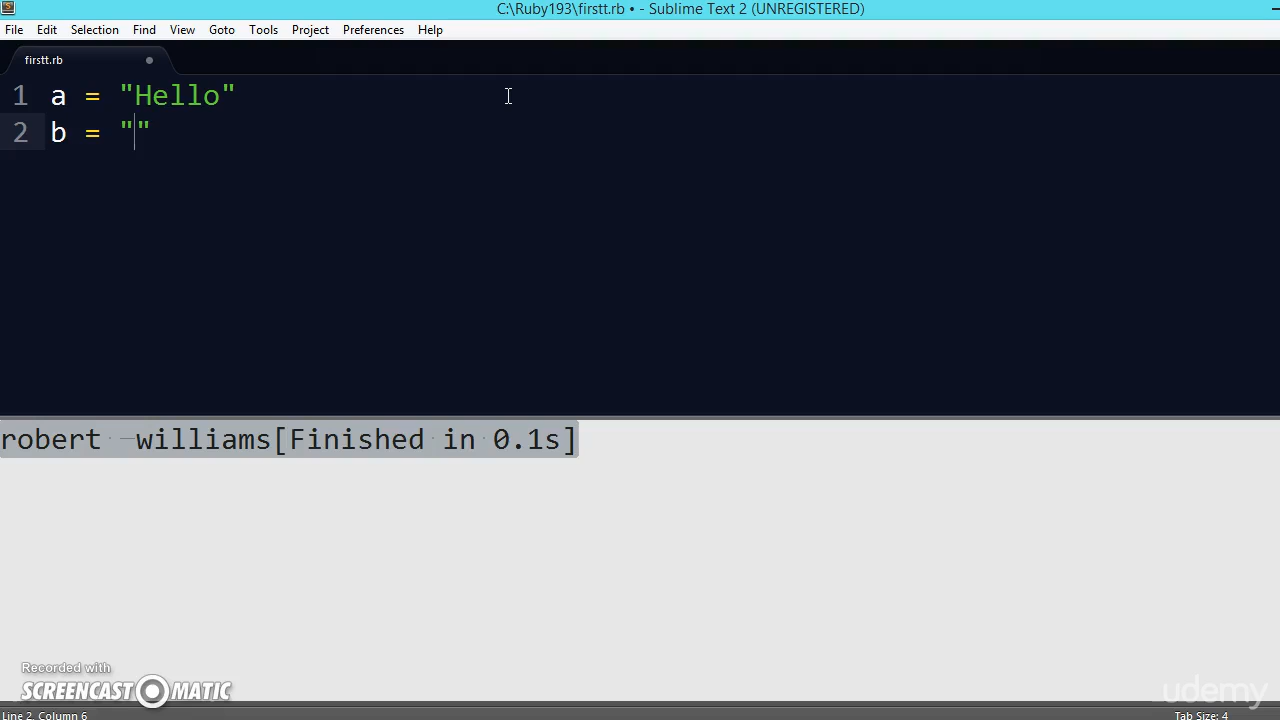 C:\Ruby193\firstt.rb • - Sublime Text 2 (UNREGISTERED)
File Edit Selection Find View Goto Tools Project Preferences Help
firstt.rb
1 a = "Hello"
2 b = ""
robert -williams[Finished in 0.1s]
Recorded with
SCREENCAST MATIC
udemy
Line 2, Column 6
Tab Size: 4